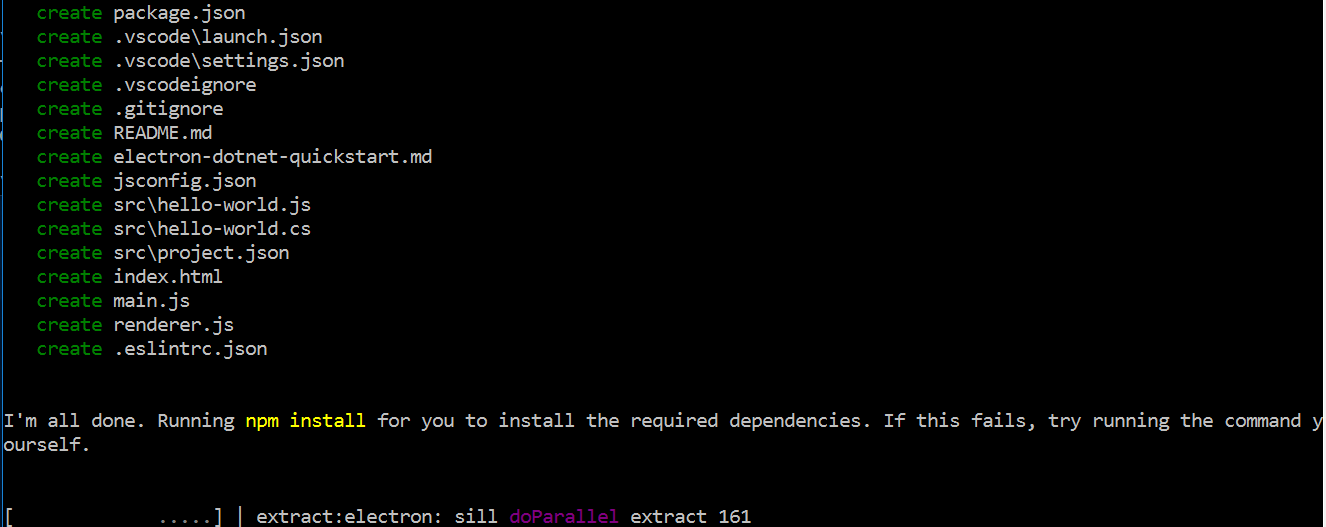 create package.json
create .vscode\launch.json
create .vscode\settings.json
create .vscodeignore
create .gitignore
create README.md
create electron-dotnet-quickstart.md
create jsconfig.json
create src\hello-world.js
create src\hello-world.cs
create src\project.json
create index.html
create main.js
create renderer.js
create .eslintrc.json
I'm all done. Running npm install for you to install the required dependencies. If this fails, try running the command y
ourself.
[ .....] | extract:electron: sill doParallel extract 161